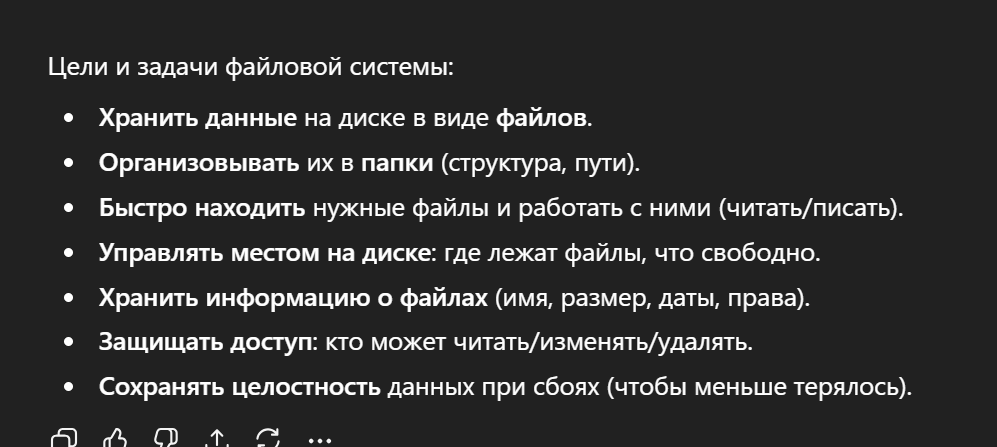 Цели и задачи файловой системы:
• Хранить данные на диске в виде файлов.
• Организовывать их в папки (структура, пути).
• Быстро находить нужные файлы и работать с ними (читать/писать).
• Управлять местом на диске: где лежат файлы, что свободно.
• Хранить информацию о файлах (имя, размер, даты, права).
• Защищать доступ: кто может читать/изменять/удалять.
• Сохранять целостность данных при сбоях (чтобы меньше терялось).